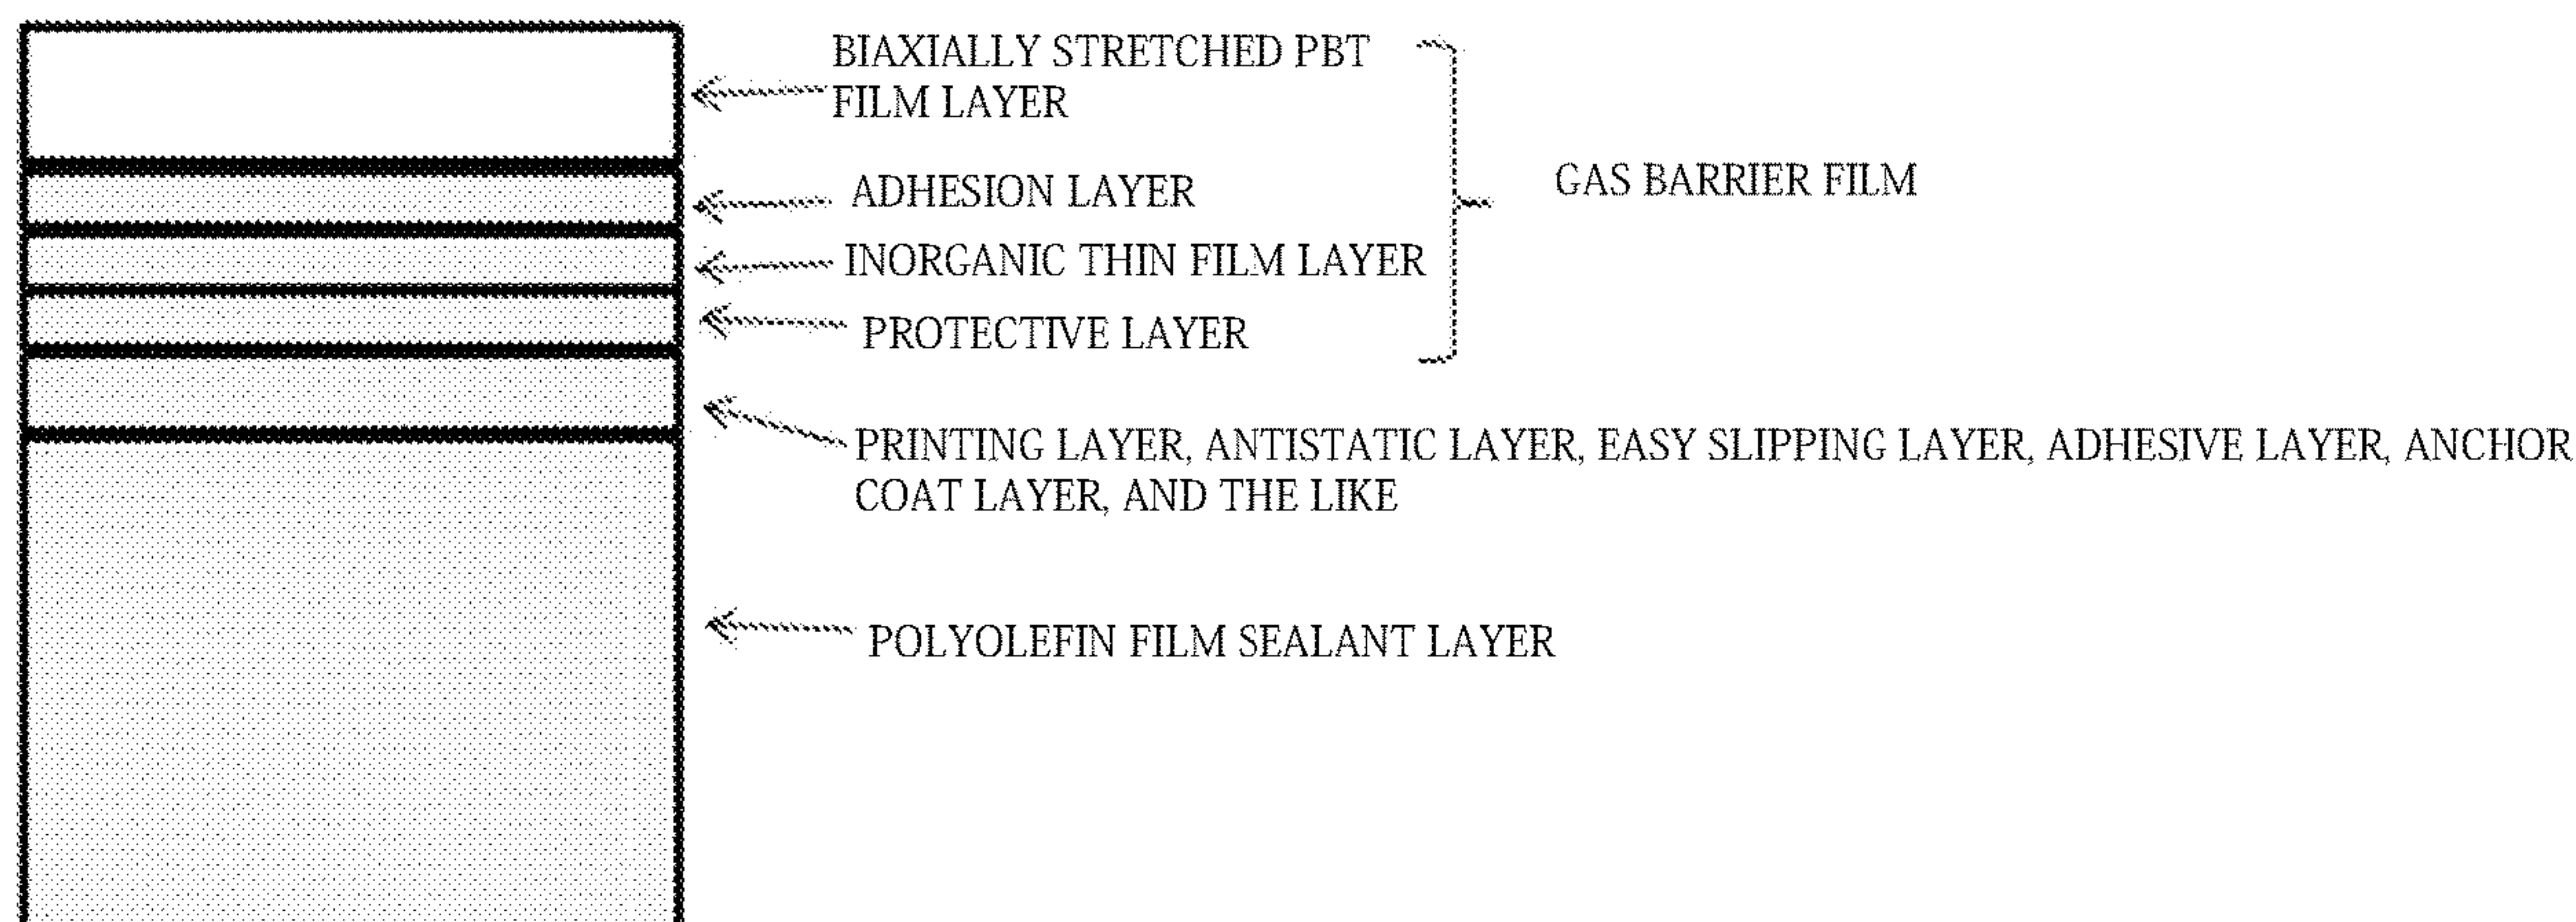 BIAXIALLY STRETCHED PBT
FILM LAYER
ADHESION LAYER
GAS BARRIER FILM
INORGANIC THIN FILM LAYER
PROTECTIVE LAYER
PRINTING LAYER, ANTISTATIC LAYER, EASY SLIPPING LAYER, ADHESIVE LAYER, ANCHOR
COAT LAYER, AND THE LIKE
POLYOLEFIN FILM SEALANT LAYER